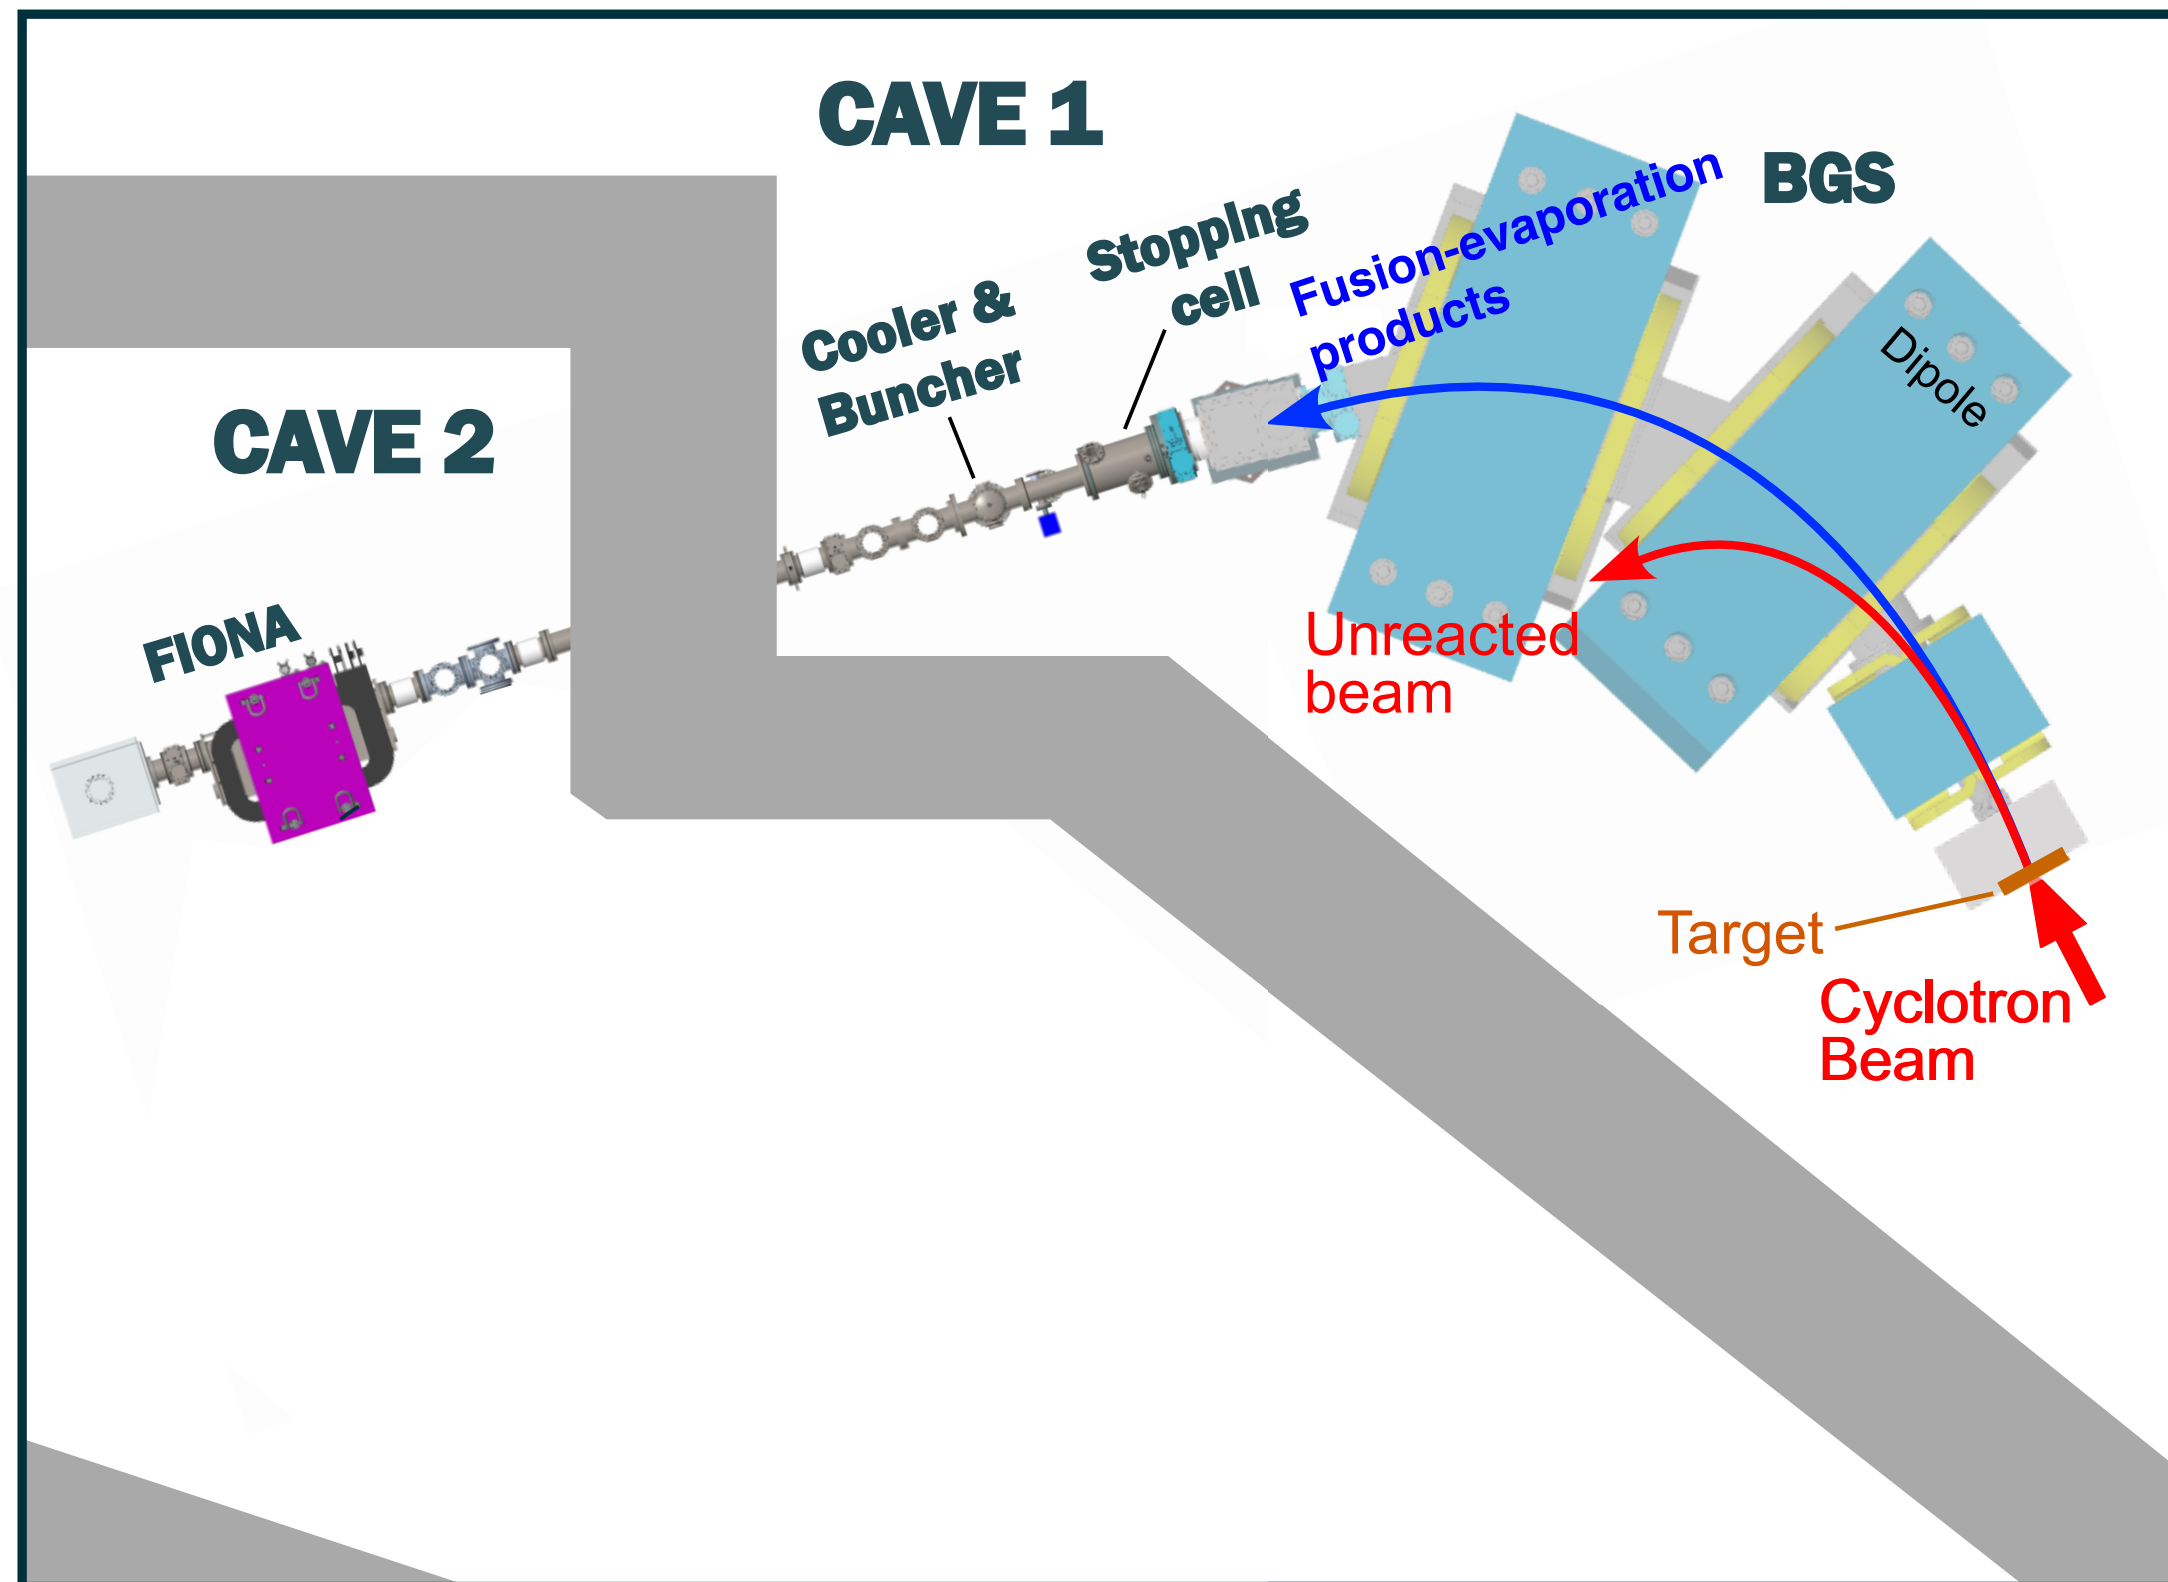 CAVE 1
BGS
Stopping
cell
Fusion-evaporation
products
Cooler &
Buncher
Dipole
CAVE 2
FIONA
Unreacted
beam
Target
Cyclotron
Beam